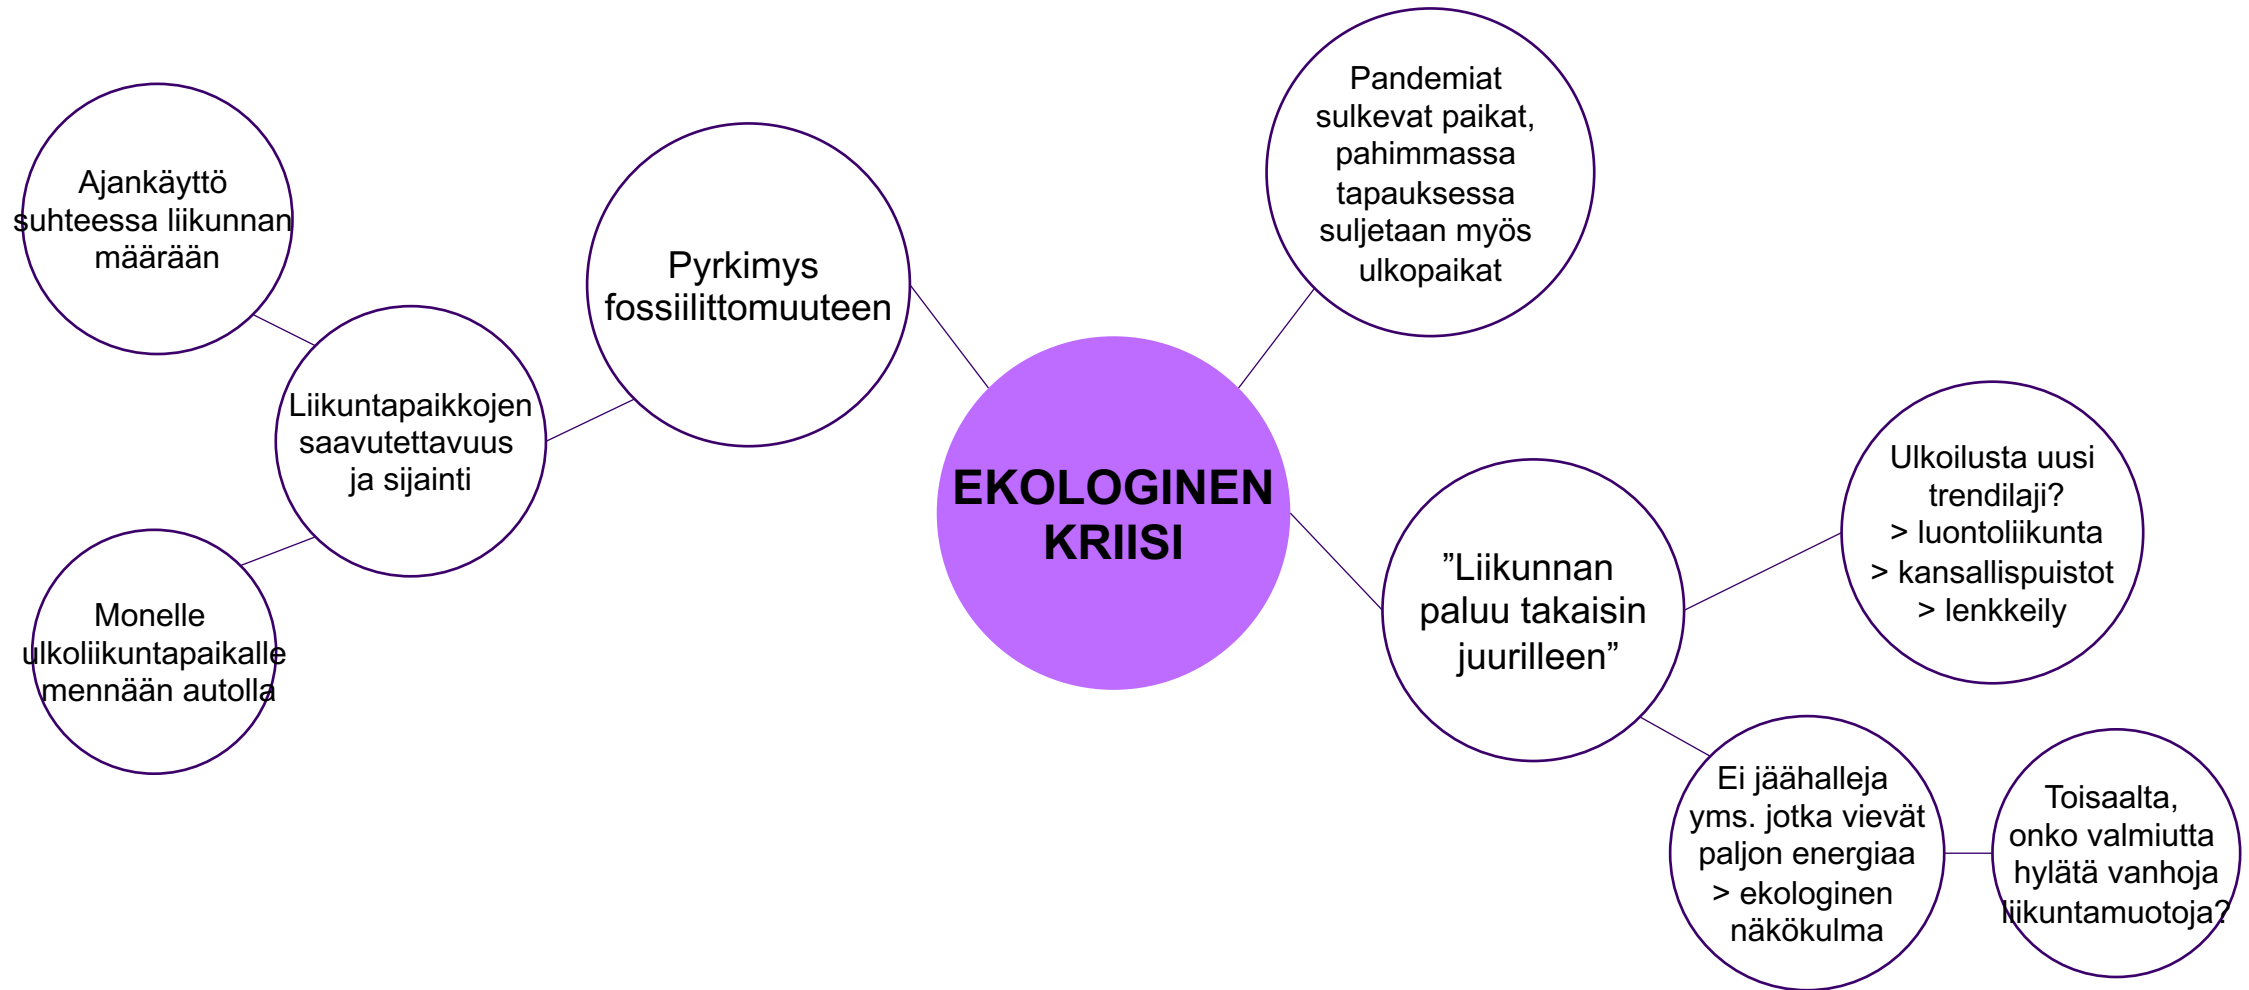 Pandemiat
sulkevat paikat,
pahimmassa
tapauksessa
suljetaan myös
ulkopaikat
Ajankäyttö
suhteessa liikunnan
määrään
Pyrkimys
fossiilittomuuteen
Liikuntapaikkojen
saavutettavuus
ja sijainti
Monelle
ulkoliikuntapaikalle
mennään autolla
EKOLOGINEN
KRIISI
”Liikunnan
paluu takaisin
juurilleen”
Ulkoilusta uusi
trendilaji?
> luontoliikunta
> kansallispuistot
> lenkkeily
Ei jäähalleja
yms. jotka vievät
paljon energiaa
> ekologinen
näkökulma
Toisaalta,
onko valmiutta
hylätä vanhoja
liikuntamuotoja?